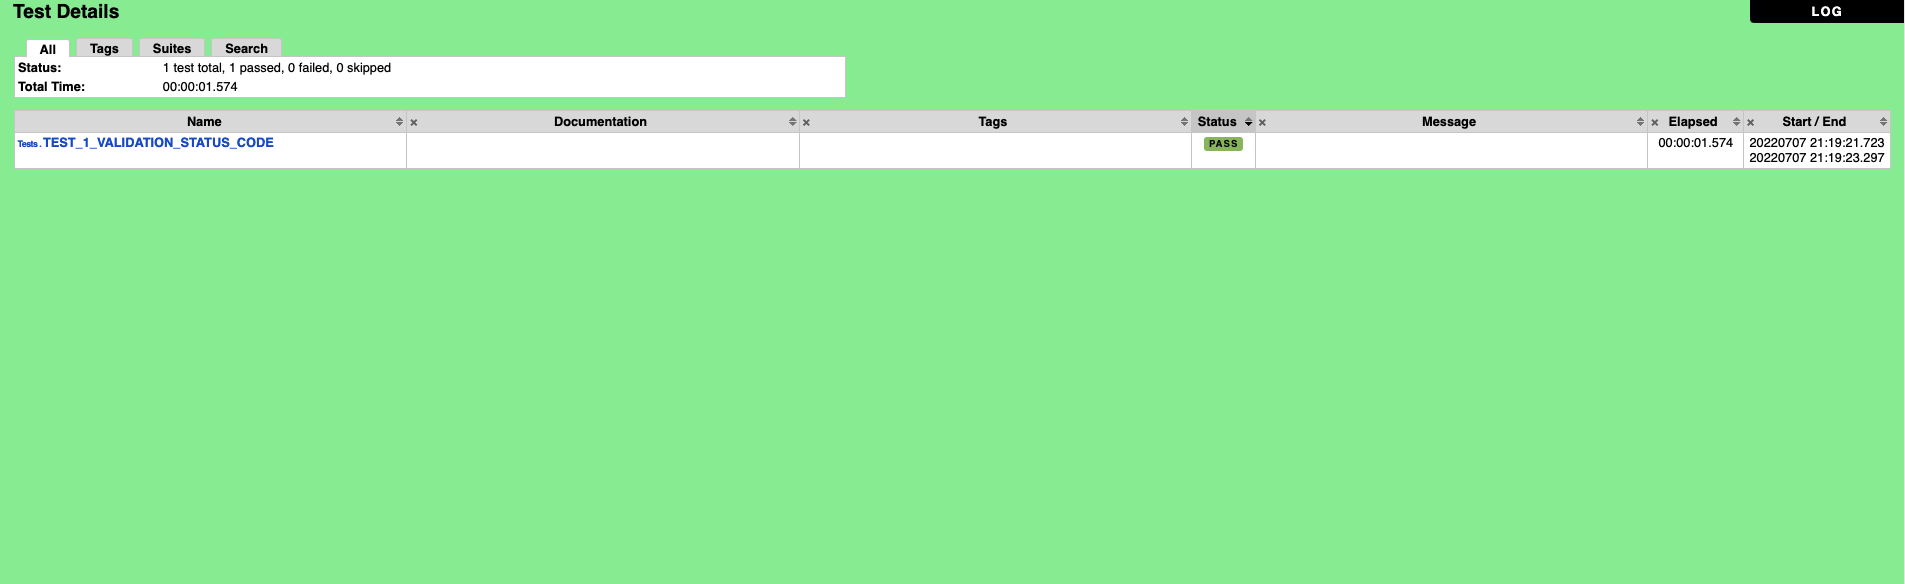 Test Details
LOG
All Tags Suites Search
Status: 1 test total, 1 passed, 0 failed, 0 skipped
Total Time: 00:00:01.574
Name × Documentation × Tags Status × Message × Elapsed × Start / End
Tests . TEST_1_VALIDATION_STATUS_CODE PASS 00:00:01.574 20220707 21:19:21.723
20220707 21:19:23.297